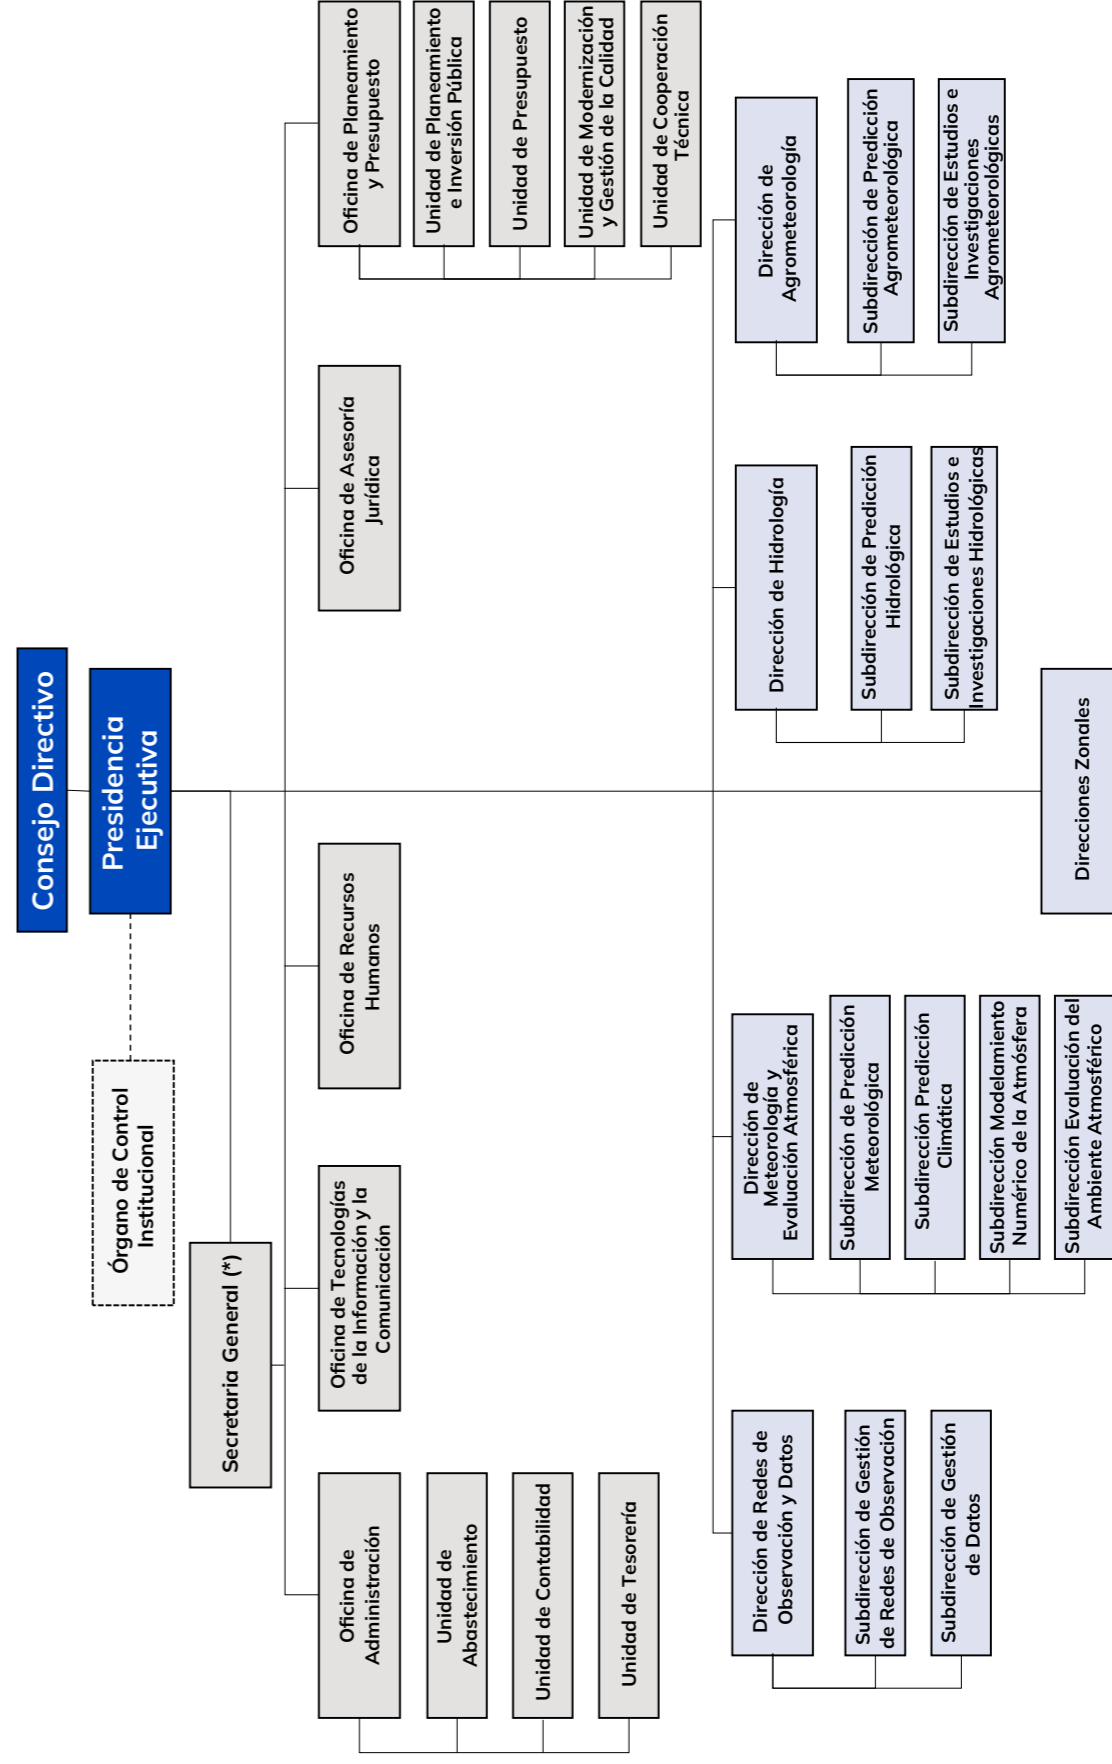 Consejo Directivo
Presidencia
Ejecutiva
Órgano de Control
Institucional
Secretaria General (*)
Oficina de
Administración
Unidad de
Abastecimiento
Unidad de Contabilidad
Unidad de Tesorería
Oficina de Tecnologías
de la Información y la
Comunicación
Oficina de Recursos
Humanos
Oficina de Asesoría
Jurídica
Oficina de Planeamiento
y Presupuesto
Unidad de Planeamiento
e Inversión Pública
Unidad de Presupuesto
Unidad de Modernización
y Gestión de la Calidad
Unidad de Cooperación
Técnica
Dirección de Redes de
Observación y Datos
Subdirección de Gestión
de Redes de Observación
Subdirección de Gestión
de Datos
Dirección de
Meteorología y
Evaluación Atmosférica
Subdirección de Predicción
Meteorológica
Subdirección Predicción
Climática
Subdirección Modelamiento
Numérico de la Atmósfera
Subdirección Evaluación del
Ambiente Atmosférico
Dirección de Hidrología
Subdirección de Predicción
Hidrológica
Subdirección de Estudios e
Investigaciones Hidrológicas
Dirección de
Agrometeorología
Subdirección de Predicción
Agrometeorológica
Subdirección de Estudios e
Investigaciones
Agrometeorológicas
Direcciones Zonales